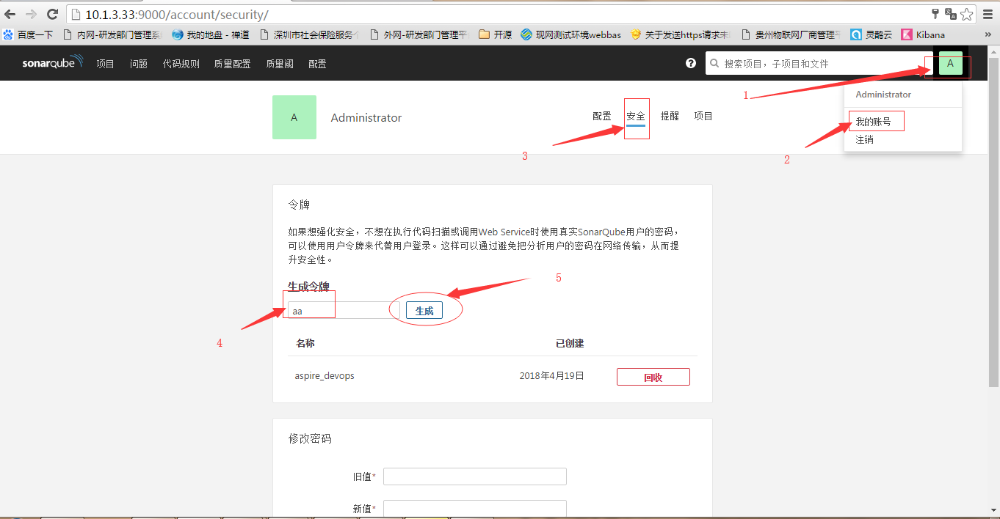 10.1.3.33:9000/account/security/
百度一下 内网-研发部门管理系 我的地盘 - 禅道 深圳市社会保险服务 外网-研发部门管理平 开源 现网测试环境webbas 关于发送https请求未 贵州物联网厂商管理平 灵鹊云 Kibana »
sonarqube 项目 问题 代码规则 质量配置 质量阈 配置 ? 搜索项目，子项目和文件 A
1
Administrator
A Administrator 配置 安全 提醒 项目
我的账号
注销
3
2
令牌
如果想强化安全，不想在执行代码扫描或调用Web Service时使用真实SonarQube用户的密码，
可以使用用户令牌来代替用户登录。这样可以通过避免把分析用户的密码在网络传输，从而提
升安全性。
5
生成令牌
aa 生成
4
名称 已创建
aspire_devops 2018年4月19日 回收
修改密码
旧值*
新值*